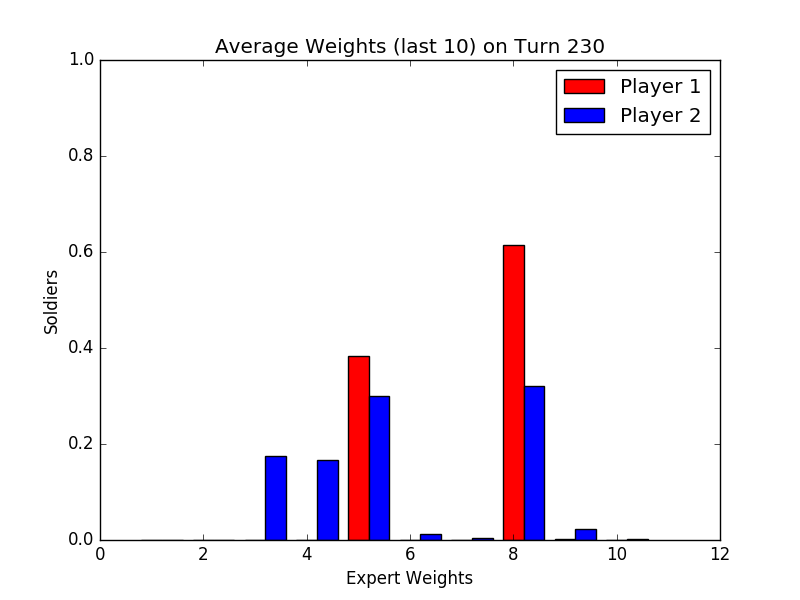 Average Weights (last 10) on Turn 230
1.0
Player 1
Player 2
0.8
0.6
Soldiers
0.4
0.2
0.0
0 2 4 6 8 10 12
Expert Weights